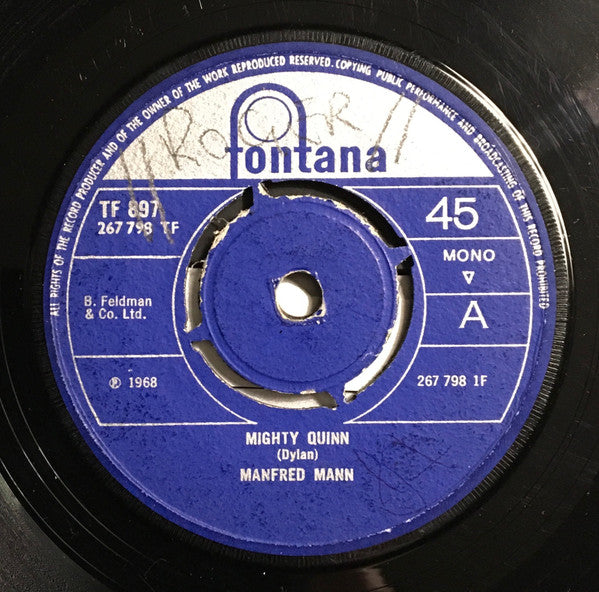 ALL RIGHTS OF THE RECORD PRODUCER AND OF THE OWNER OF THE WORK REPRODUCED RESERVED. COPYING PUBLIC PERFORMANCE AND BROADCASTING OF THIS RECORD PROHIBITED
ROGER
fontana
TF 897
267 798 TF
45
MONO
A
B. Feldman
& Co. Ltd.
℗ 1968
267 798 1F
MIGHTY QUINN
(Dylan)
MANFRED MANN